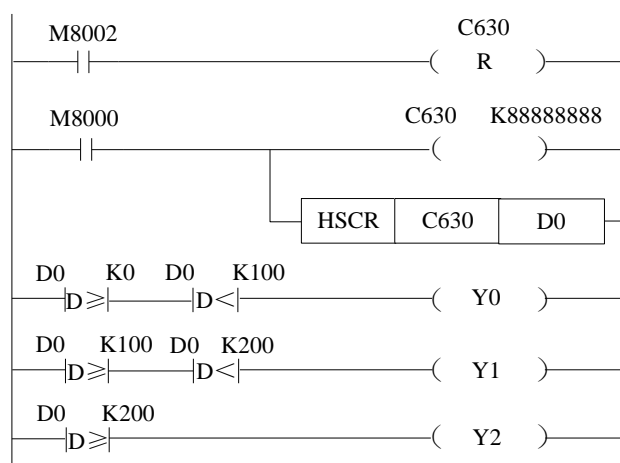 C630
M8002
( R )
M8000
C630 K88888888
( )
HSCR C630 D0
D0 K0 D0 K100
D≥ D< ( Y0 )
D0 K100 D0 K200
D≥ D< ( Y1 )
D0 K200
D≥ ( Y2 )